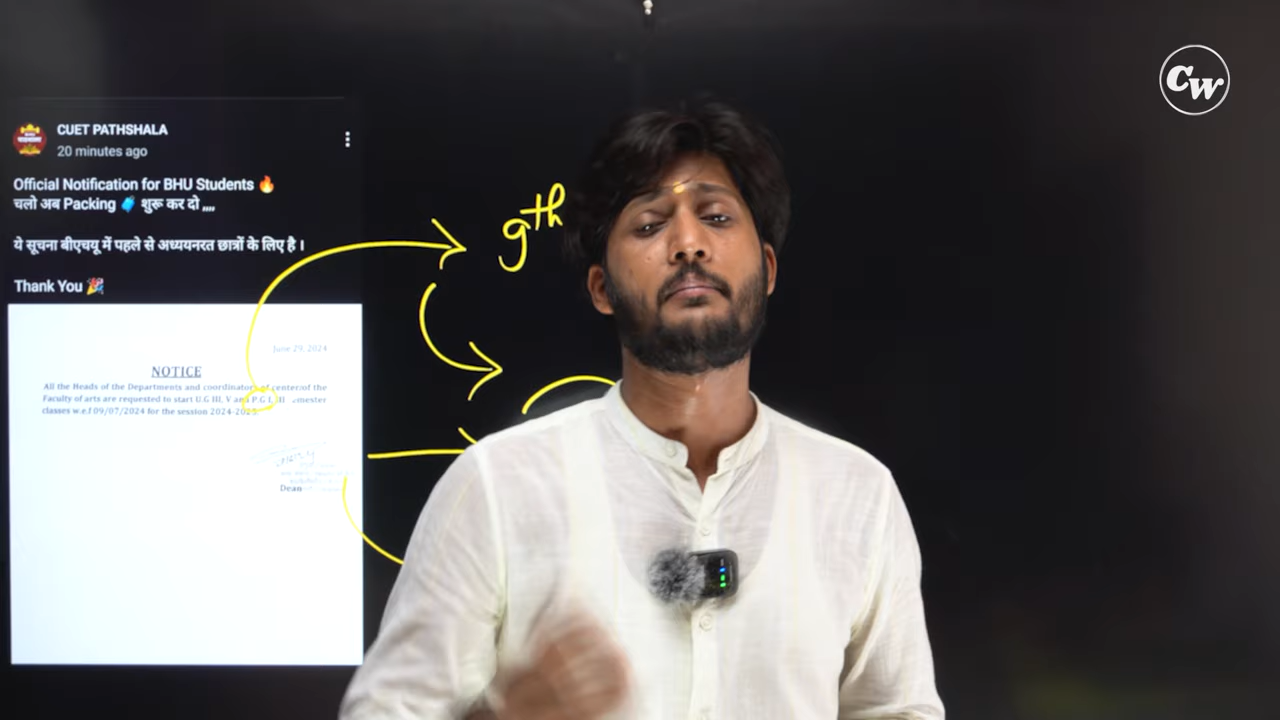 CW
CUET PATHSHALA
20 minutes ago
Official Notification for BHU Students 🔥
चलो अब Packing 🧳 शुरू कर दो ,,,,
ये सूचना बीएचयू में पहले से अध्ययनरत छात्रों के लिए है ।
Thank You 🎉
June 29, 2024
NOTICE
All the Heads of the Departments and coordinators of center of the
Faculty of arts are requested to start U.G III, V and P.G I, III emester
classes w.e.f 09/07/2024 for the session 2024-2025.
Dean
9th